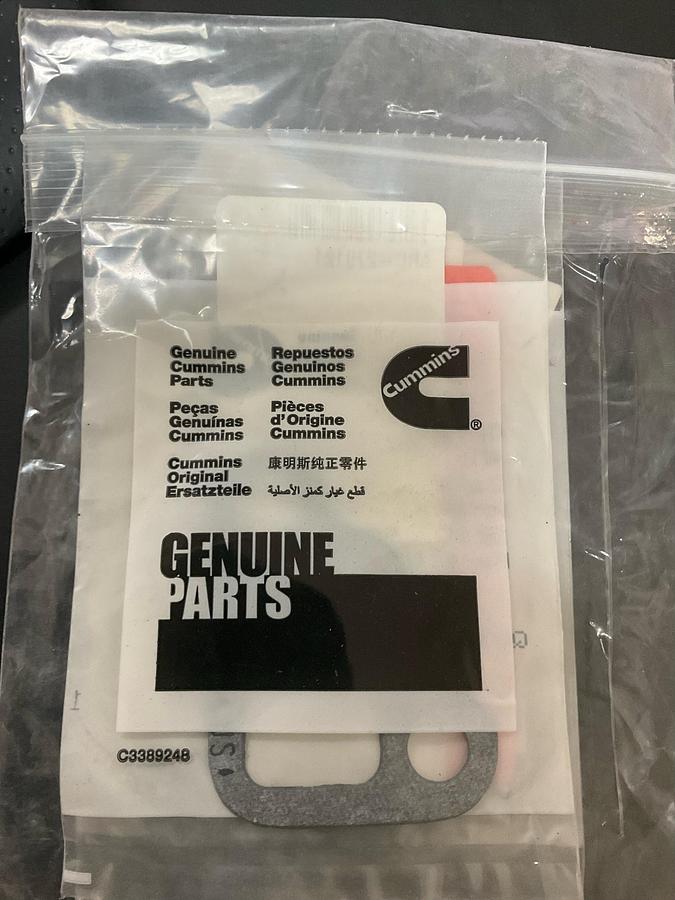 Genuine
Cummins
Parts
Repuestos
Genuinos
Cummins
Cummins
®
Peças
Genuínas
Cummins
Pièces
d'Origine
Cummins
Cummins
Original
Ersatzteile
康明斯纯正零件
قطع غيار كمنز الأصلية
GENUINE
PARTS
C3389248